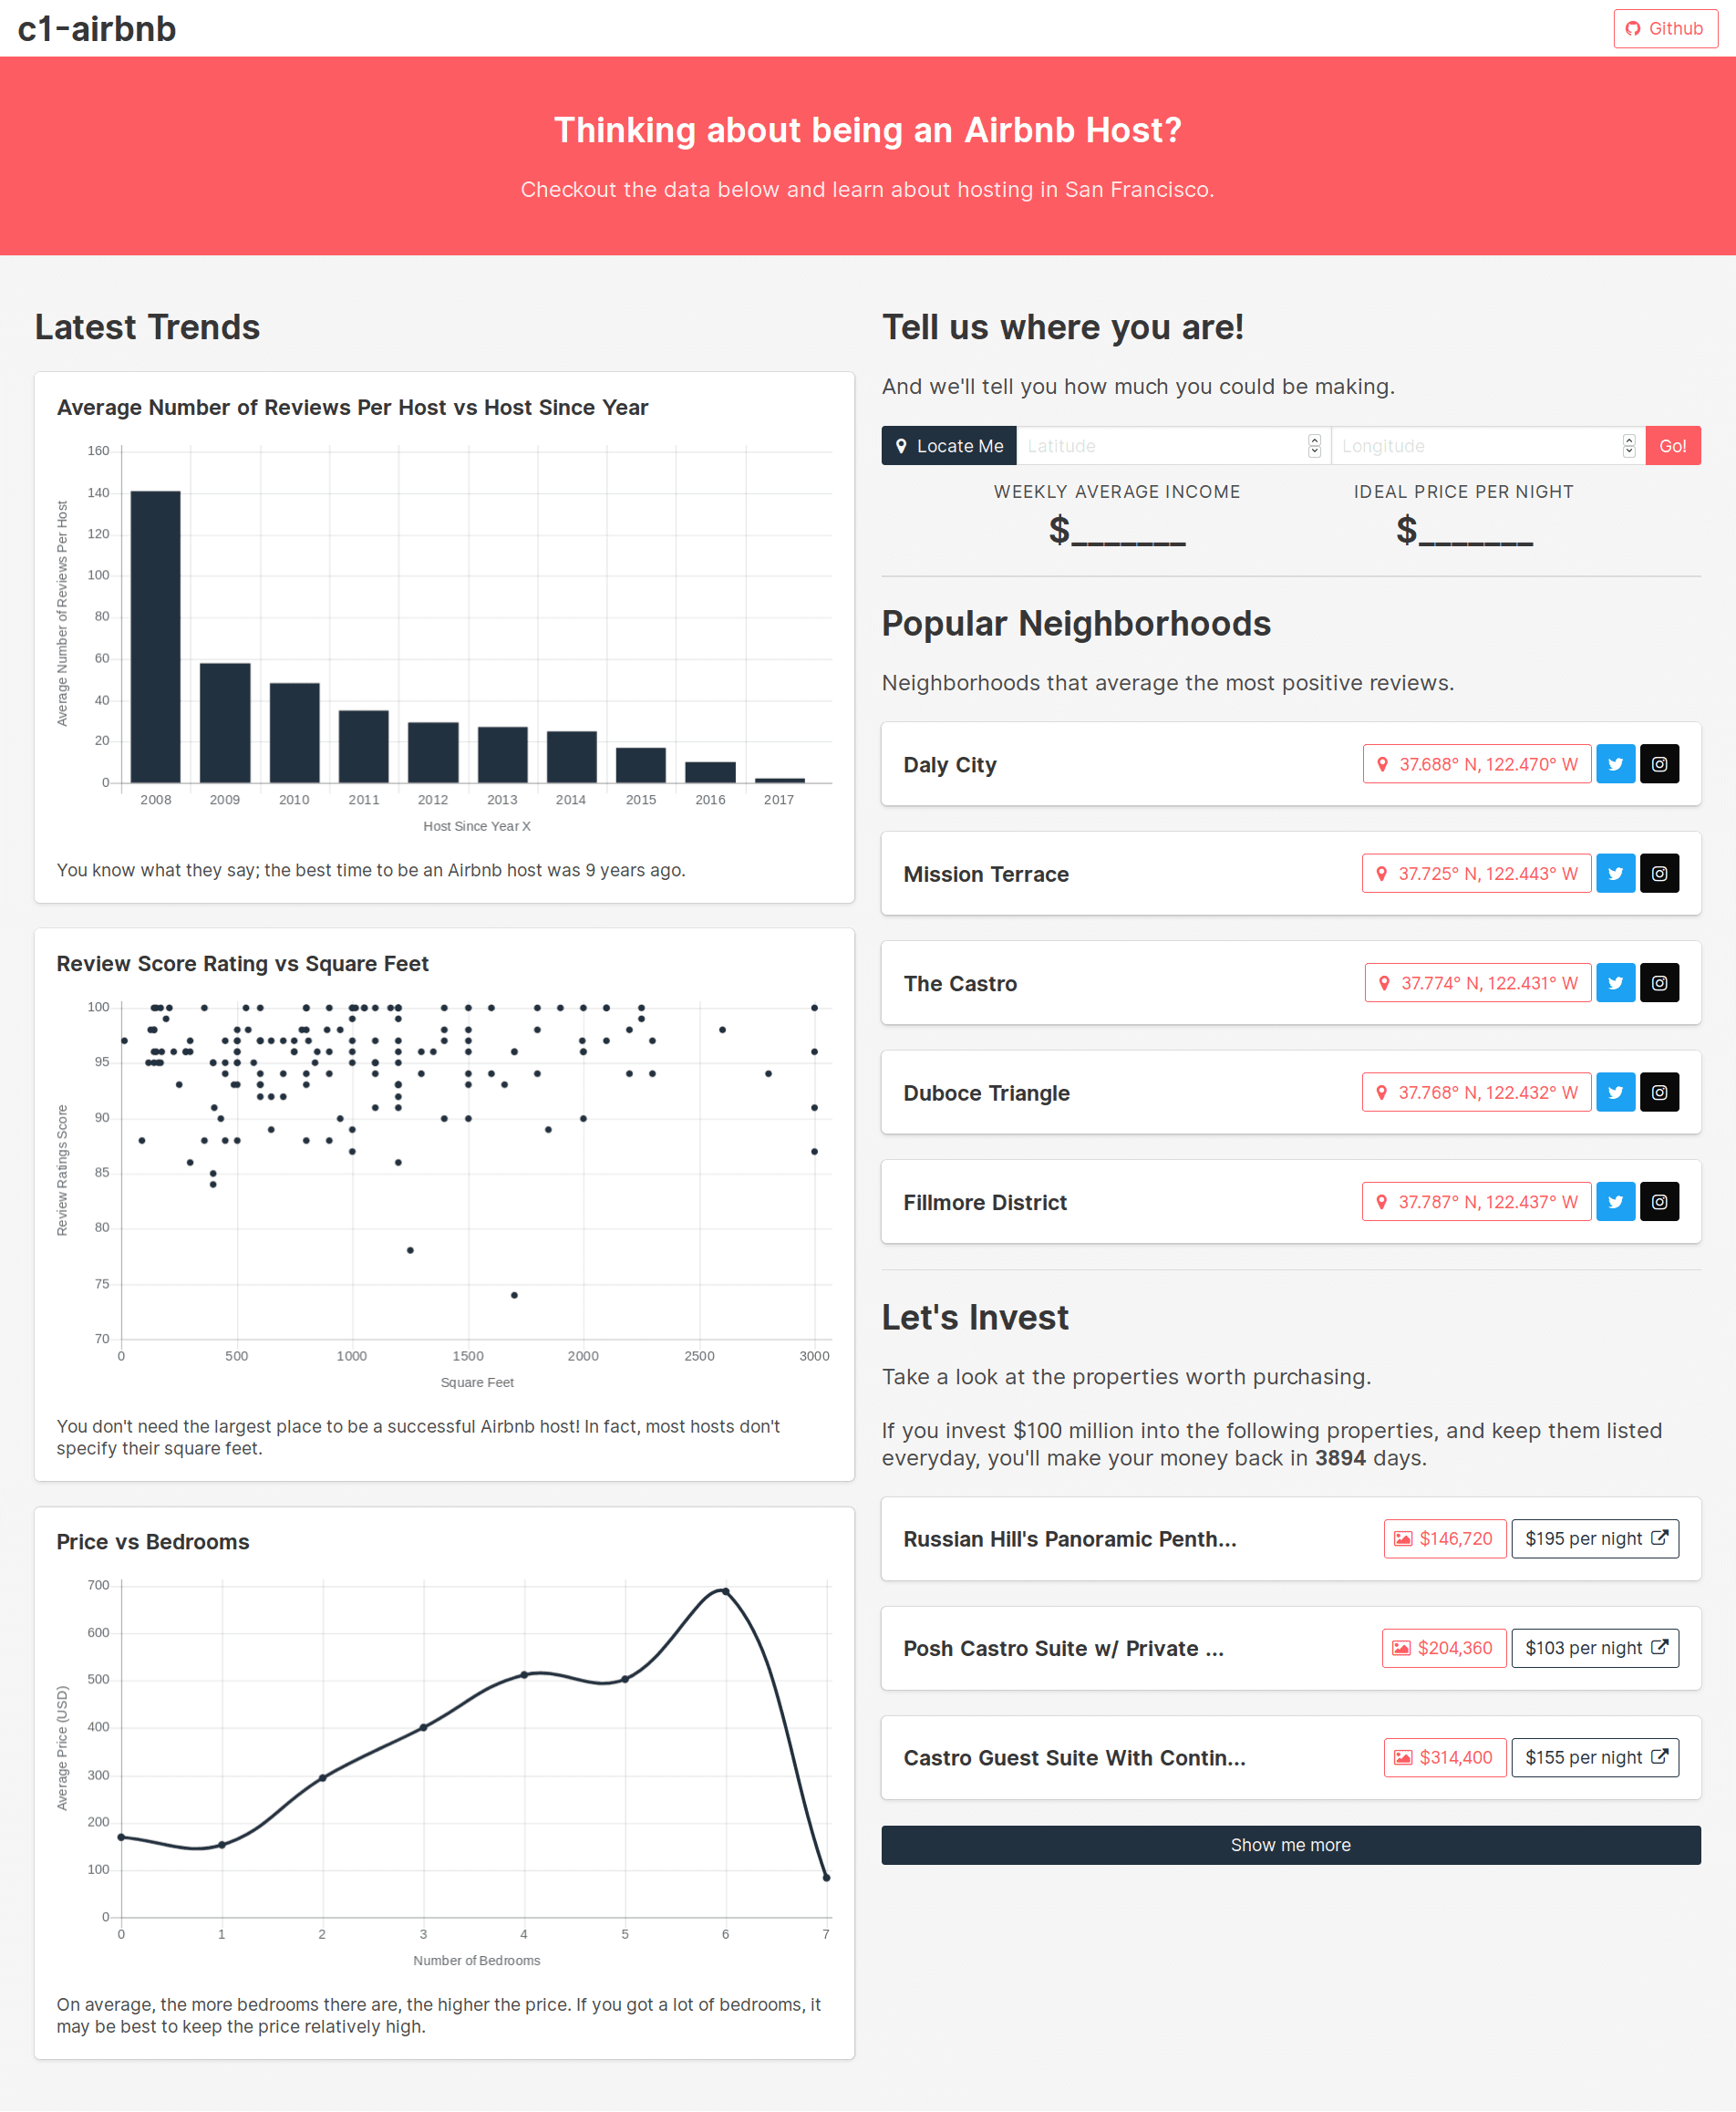 c1-airbnb
Github
Thinking about being an Airbnb Host?
Checkout the data below and learn about hosting in San Francisco.
Latest Trends
Average Number of Reviews Per Host vs Host Since Year
Average Number of Reviews Per Host
160
140
120
100
80
60
40
20
0
2008 2009 2010 2011 2012 2013 2014 2015 2016 2017
Host Since Year X
You know what they say; the best time to be an Airbnb host was 9 years ago.
Review Score Rating vs Square Feet
Review Ratings Score
100
95
90
85
80
75
70
0 500 1000 1500 2000 2500 3000
Square Feet
You don't need the largest place to be a successful Airbnb host! In fact, most hosts don't
specify their square feet.
Price vs Bedrooms
Average Price (USD)
700
600
500
400
300
200
100
0
0 1 2 3 4 5 6 7
Number of Bedrooms
On average, the more bedrooms there are, the higher the price. If you got a lot of bedrooms, it
may be best to keep the price relatively high.
Tell us where you are!
And we'll tell you how much you could be making.
Locate Me Latitude Longitude Go!
WEEKLY AVERAGE INCOME IDEAL PRICE PER NIGHT
$_______ $_______
Popular Neighborhoods
Neighborhoods that average the most positive reviews.
Daly City 37.688° N, 122.470° W
Mission Terrace 37.725° N, 122.443° W
The Castro 37.774° N, 122.431° W
Duboce Triangle 37.768° N, 122.432° W
Fillmore District 37.787° N, 122.437° W
Let's Invest
Take a look at the properties worth purchasing.
If you invest $100 million into the following properties, and keep them listed
everyday, you'll make your money back in 3894 days.
Russian Hill's Panoramic Penth... $146,720 $195 per night
Posh Castro Suite w/ Private ... $204,360 $103 per night
Castro Guest Suite With Contin... $314,400 $155 per night
Show me more